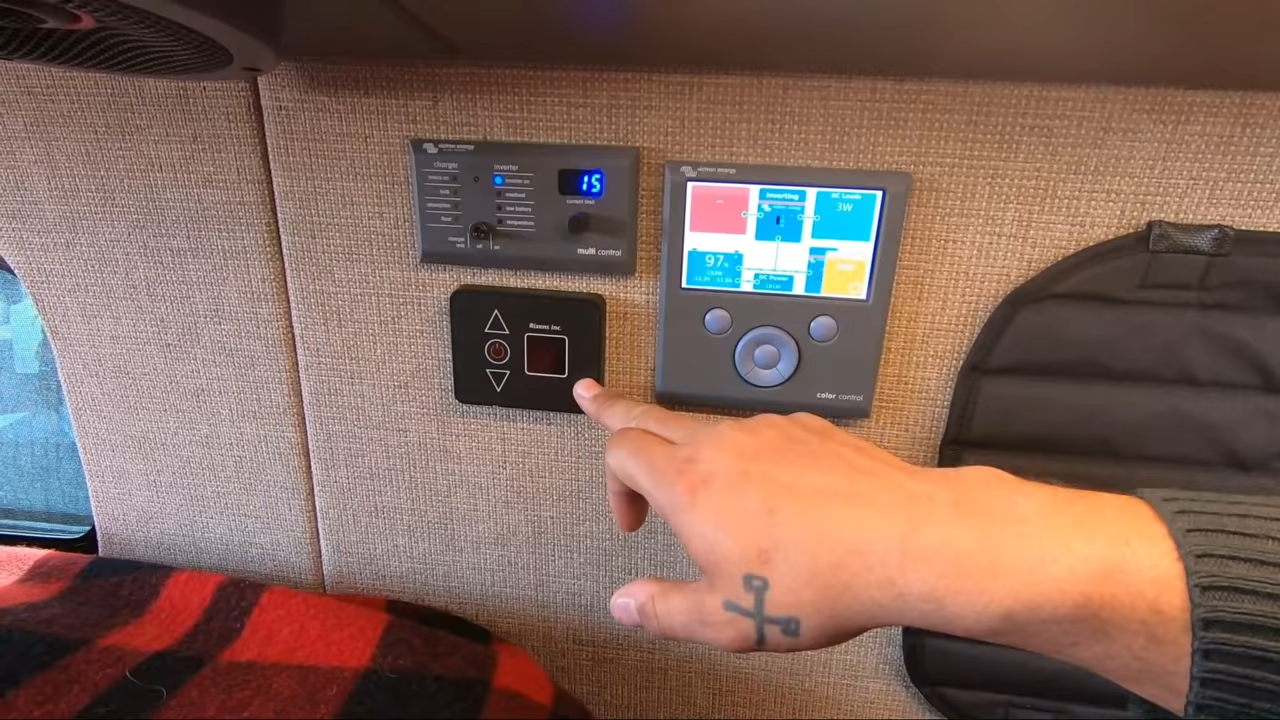 victron energy
charger
inverter
mains on
inverter on
bulk
overload
absorption
low battery
float
temperature
15
current limit
charger
only
off
on
multi control
Rixens Inc.
victron energy
Inverting
AC Loads
3W
97%
DC Power
color control